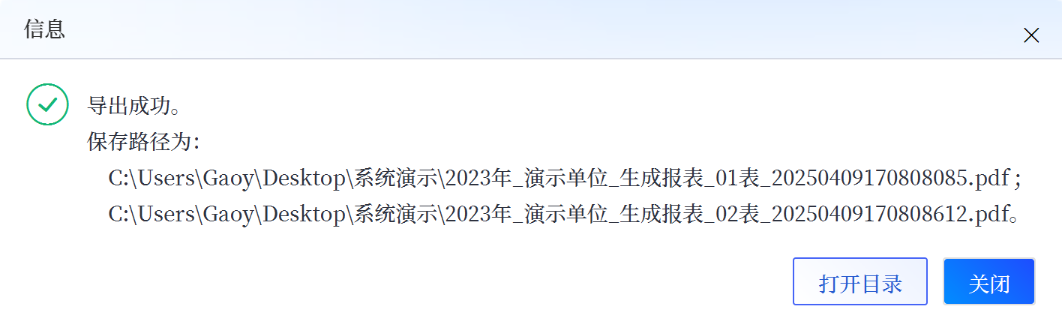 信息
导出成功。
保存路径为：
C:\Users\Gaoy\Desktop\系统演示\2023年_演示单位_生成报表_01表_20250409170808085.pdf；
C:\Users\Gaoy\Desktop\系统演示\2023年_演示单位_生成报表_02表_20250409170808612.pdf。
打开目录 关闭